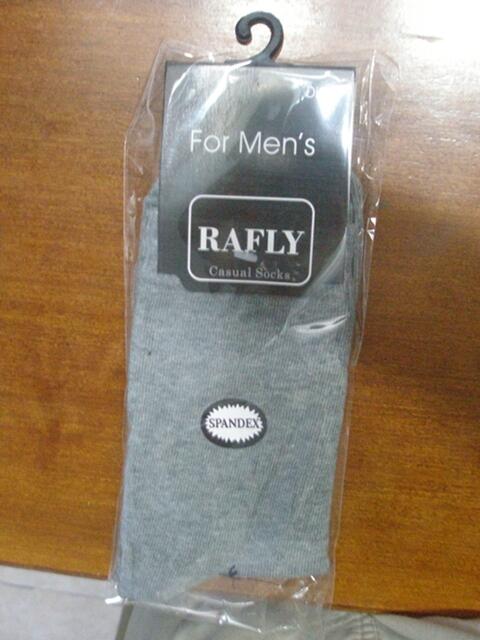 For Men's
RAFLY
Casual Socks
SPANDEX